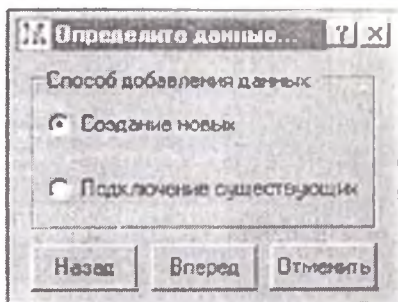 Определите данные...
Способ добавления данных
Создание новых
Подключение существующих
Назад Вперед Отменить